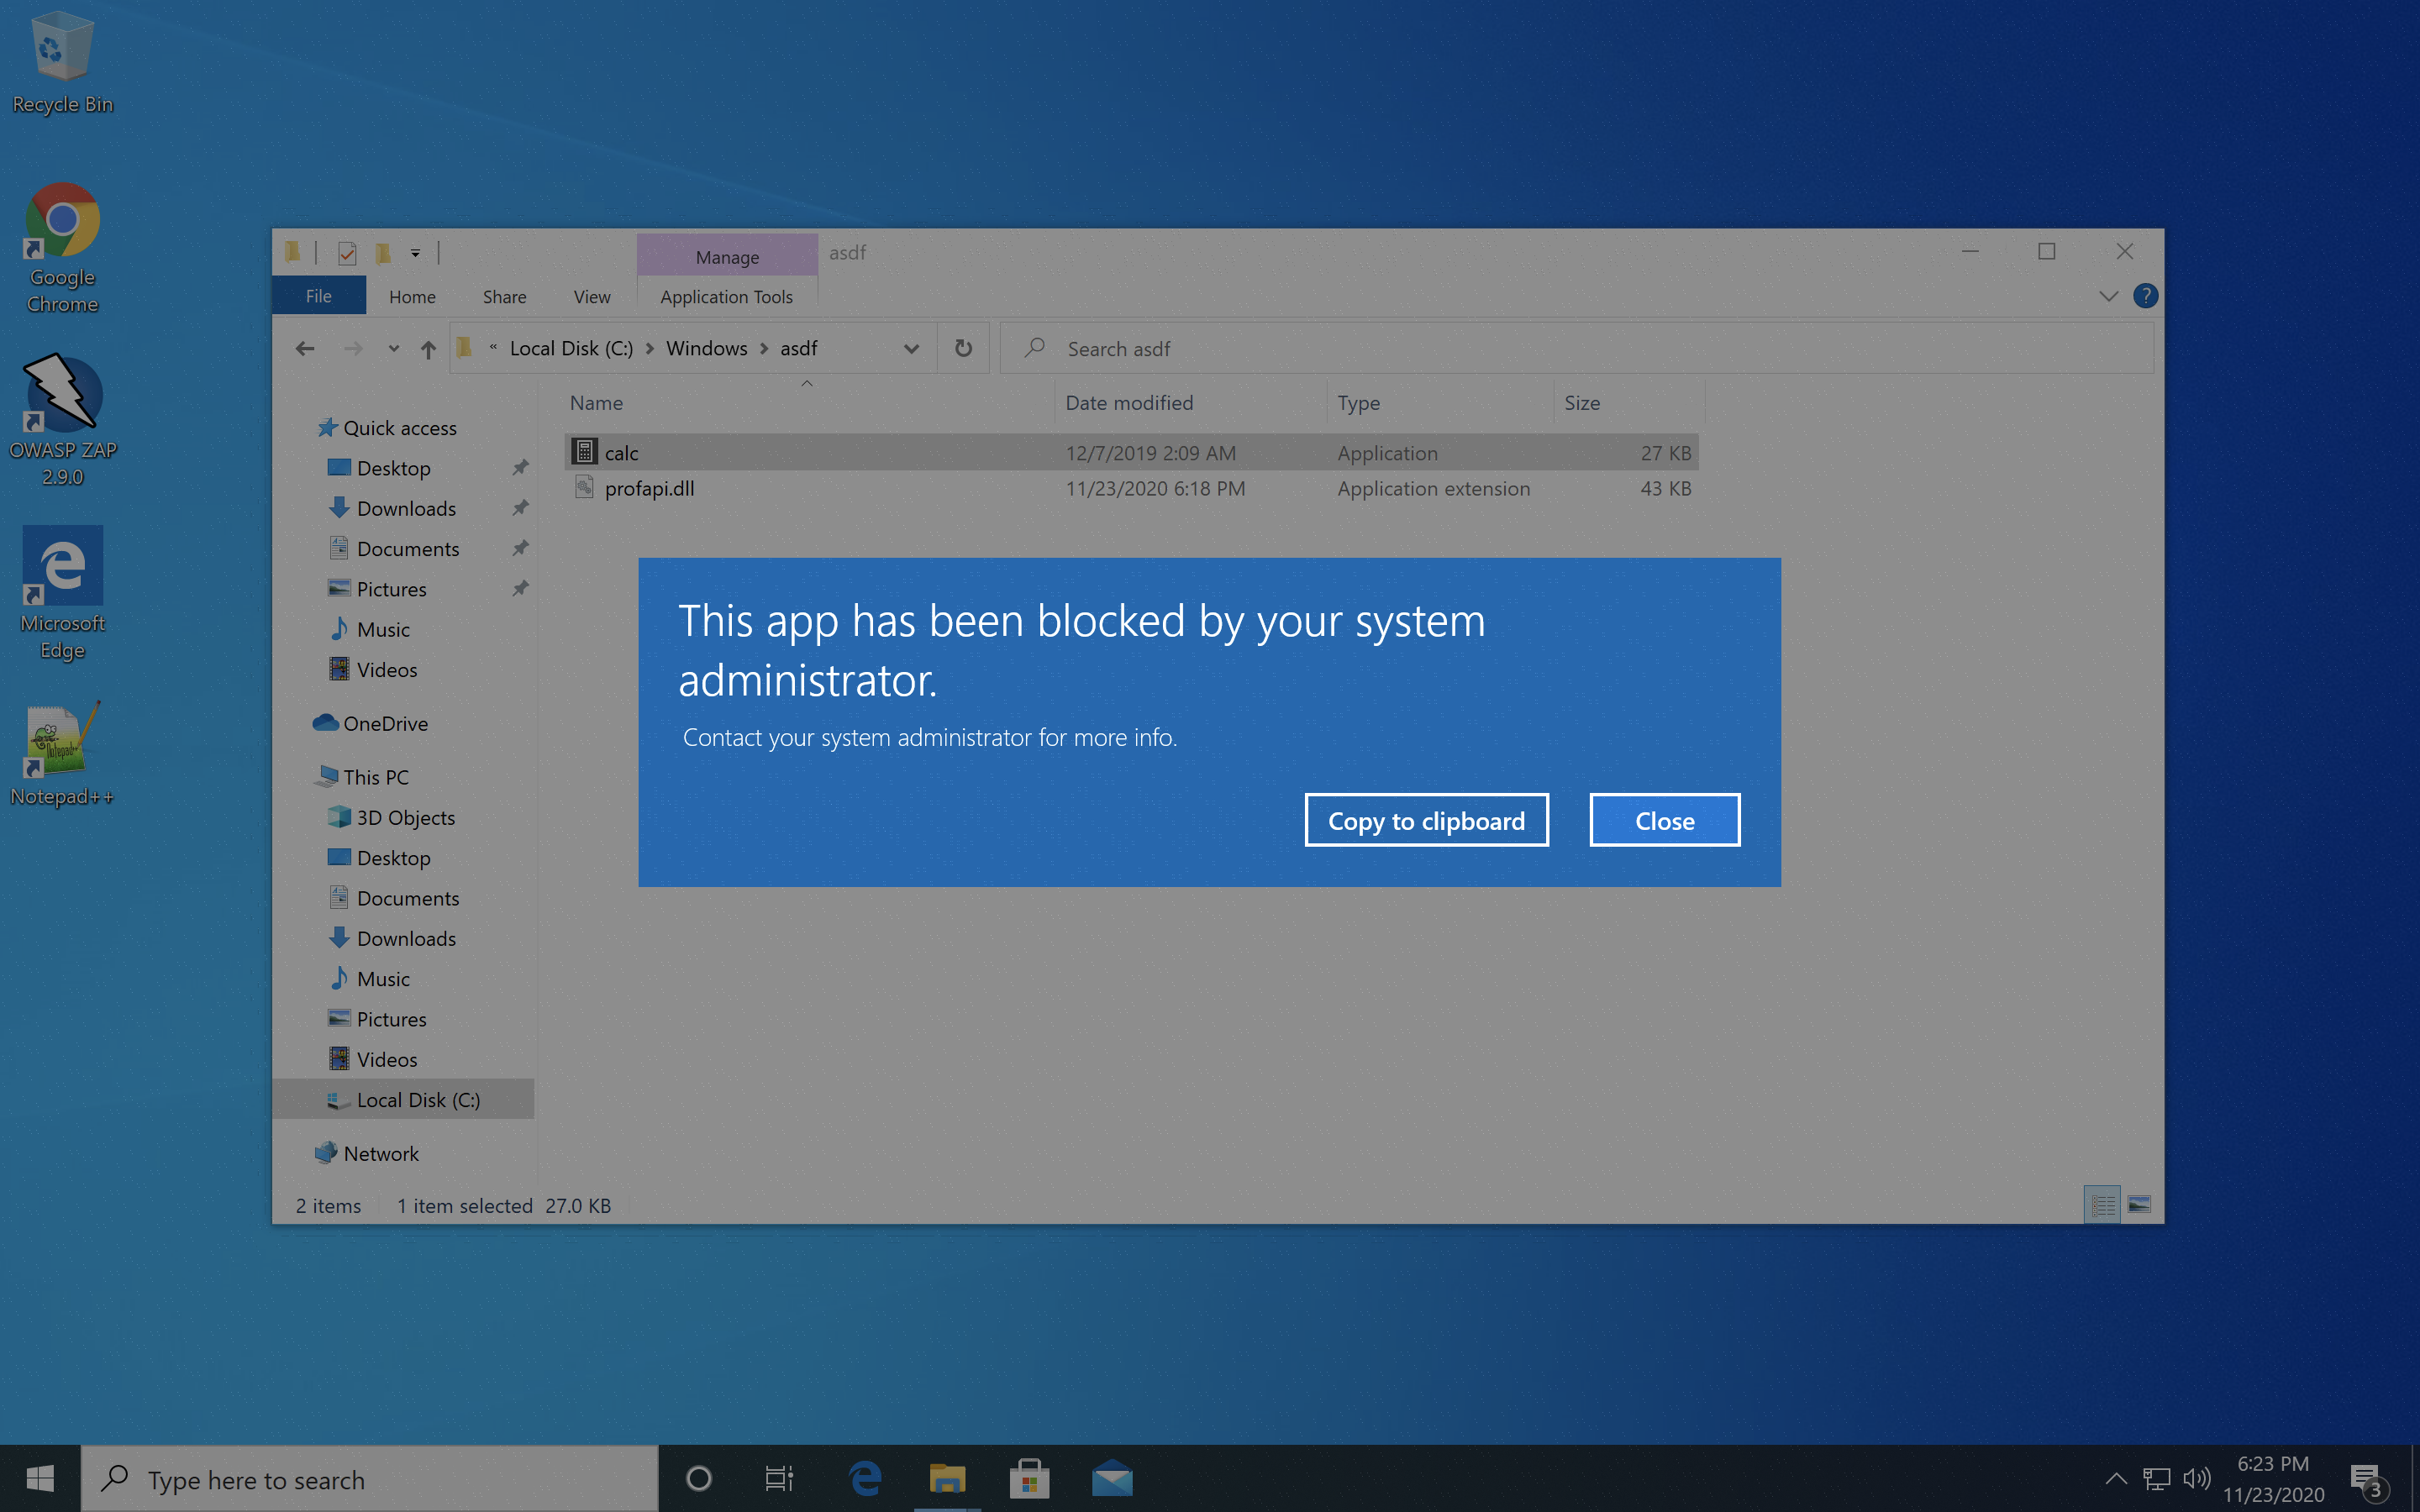 Recycle Bin
Google
Chrome
OWASP ZAP
2.9.0
Microsoft
Edge
Notepad++
Manage
asdf
File
Home
Share
View
Application Tools
?
« Local Disk (C:) > Windows > asdf
Search asdf
Name
Date modified
Type
Size
calc
12/7/2019 2:09 AM
Application
27 KB
profapi.dll
11/23/2020 6:18 PM
Application extension
43 KB
Quick access
Desktop
Downloads
Documents
Pictures
Music
Videos
OneDrive
This PC
3D Objects
Desktop
Documents
Downloads
Music
Pictures
Videos
Local Disk (C:)
Network
This app has been blocked by your system
administrator.
Contact your system administrator for more info.
Copy to clipboard
Close
2 items
1 item selected 27.0 KB
Type here to search
6:23 PM
11/23/2020
3